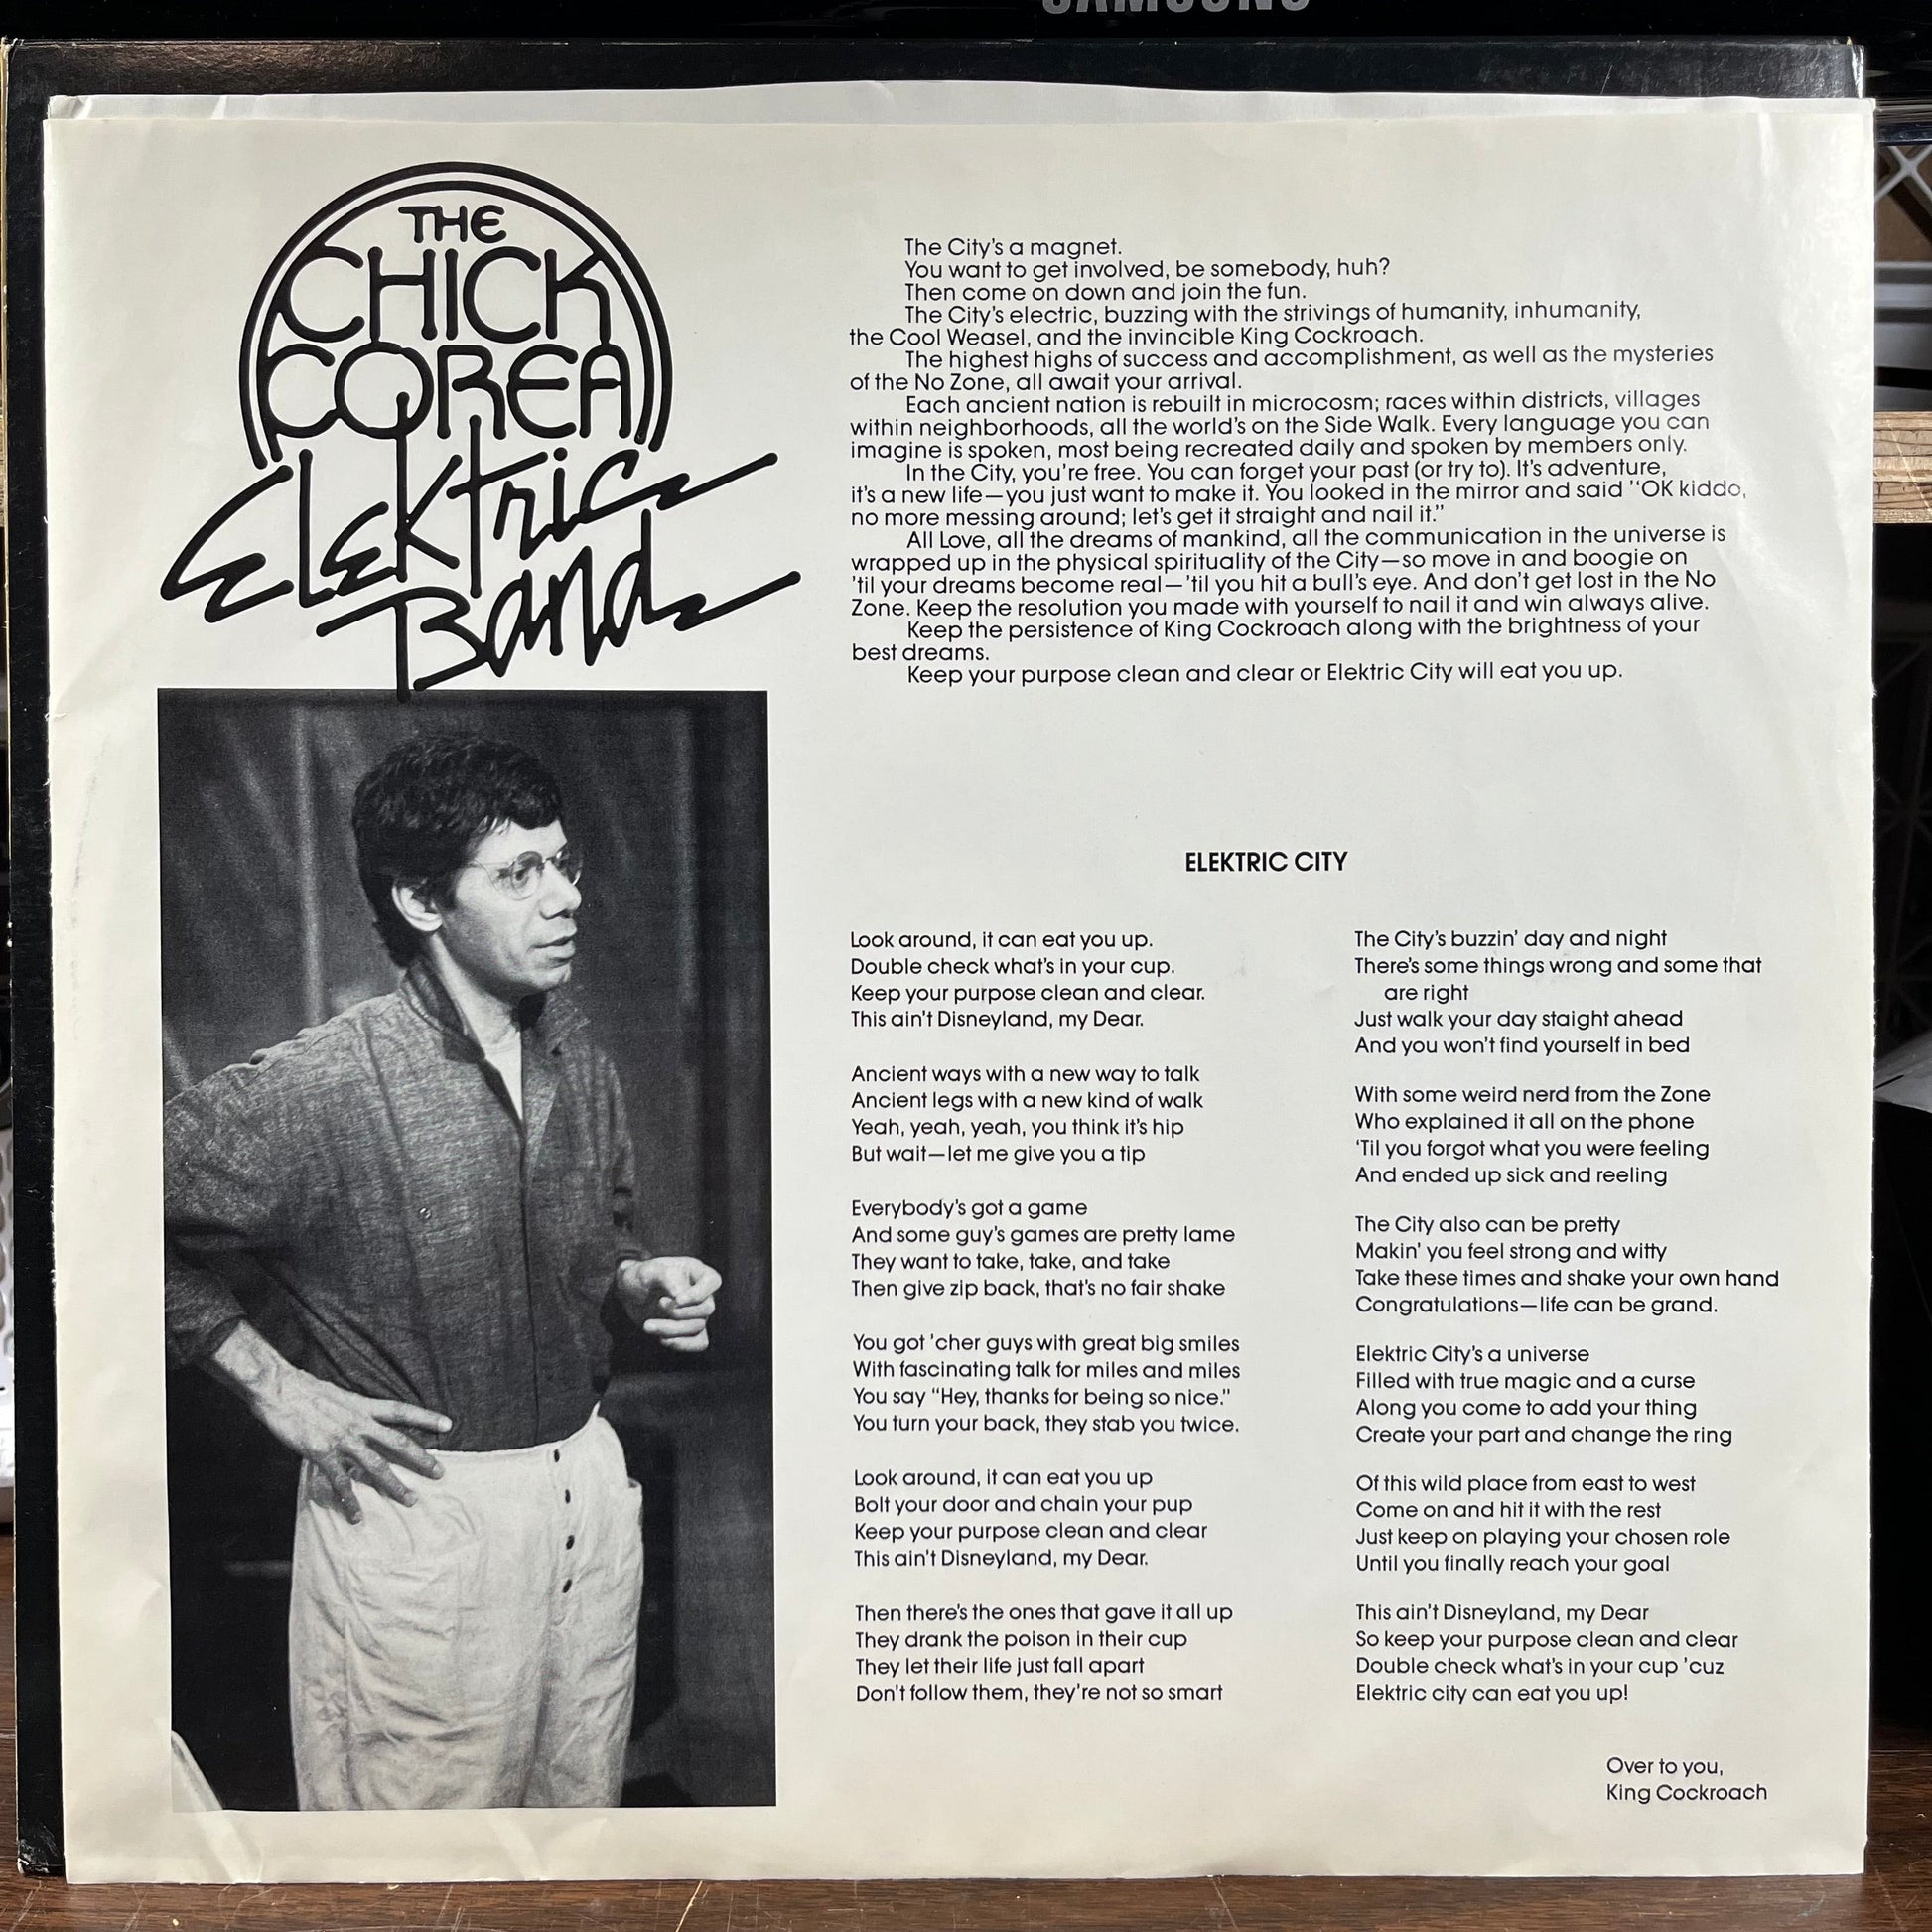 SAMSUNG
THE
CHICK
COREA
Elektric
Band
The City's a magnet.
You want to get involved, be somebody, huh?
Then come on down and join the fun.
The City's electric, buzzing with the strivings of humanity, inhumanity,
the Cool Weasel, and the invincible King Cockroach.
The highest highs of success and accomplishment, as well as the mysteries
of the No Zone, all await your arrival.
Each ancient nation is rebuilt in microcosm; races within districts, villages
within neighborhoods, all the world's on the Side Walk. Every language you can
imagine is spoken, most being recreated daily and spoken by members only.
In the City, you're free. You can forget your past (or try to). It's adventure,
it's a new life—you just want to make it. You looked in the mirror and said "OK kiddo,
no more messing around; let's get it straight and nail it."
All Love, all the dreams of mankind, all the communication in the universe is
wrapped up in the physical spirituality of the City—so move in and boogie on
'til your dreams become real—'til you hit a bull's eye. And don't get lost in the No
Zone. Keep the resolution you made with yourself to nail it and win always alive.
Keep the persistence of King Cockroach along with the brightness of your
best dreams.
Keep your purpose clean and clear or Elektric City will eat you up.
ELEKTRIC CITY
Look around, it can eat you up.
Double check what's in your cup.
Keep your purpose clean and clear.
This ain't Disneyland, my Dear.
Ancient ways with a new way to talk
Ancient legs with a new kind of walk
Yeah, yeah, yeah, you think it's hip
But wait—let me give you a tip
Everybody's got a game
And some guy's games are pretty lame
They want to take, take, and take
Then give zip back, that's no fair shake
You got 'cher guys with great big smiles
With fascinating talk for miles and miles
You say "Hey, thanks for being so nice."
You turn your back, they stab you twice.
Look around, it can eat you up
Bolt your door and chain your pup
Keep your purpose clean and clear
This ain't Disneyland, my Dear.
Then there's the ones that gave it all up
They drank the poison in their cup
They let their life just fall apart
Don't follow them, they're not so smart
The City's buzzin' day and night
There's some things wrong and some that
are right
Just walk your day staight ahead
And you won't find yourself in bed
With some weird nerd from the Zone
Who explained it all on the phone
'Til you forgot what you were feeling
And ended up sick and reeling
The City also can be pretty
Makin' you feel strong and witty
Take these times and shake your own hand
Congratulations—life can be grand.
Elektric City's a universe
Filled with true magic and a curse
Along you come to add your thing
Create your part and change the ring
Of this wild place from east to west
Come on and hit it with the rest
Just keep on playing your chosen role
Until you finally reach your goal
This ain't Disneyland, my Dear
So keep your purpose clean and clear
Double check what's in your cup 'cuz
Elektric city can eat you up!
Over to you,
King Cockroach